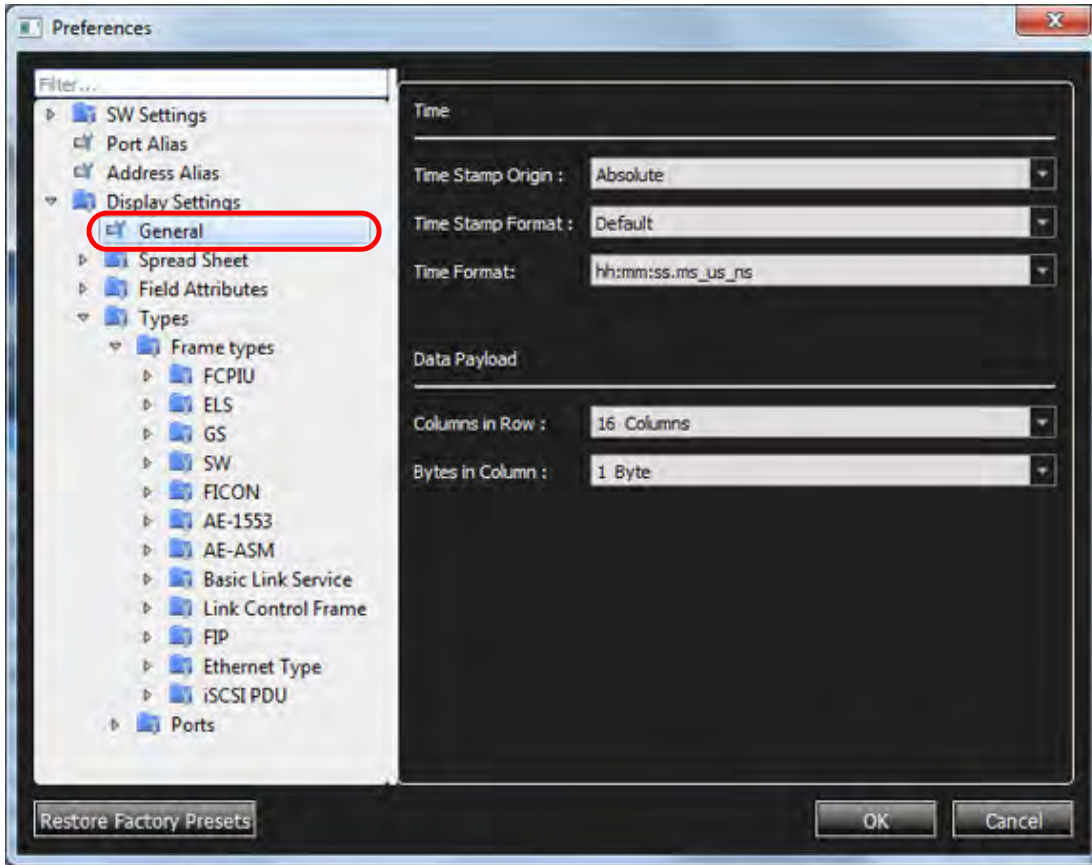 Preferences
Filter...
SW Settings
Port Alias
Address Alias
Display Settings
General
Spread Sheet
Field Attributes
Types
Frame types
FCPIU
ELS
GS
SW
FICON
AE-1553
AE-ASM
Basic Link Service
Link Control Frame
FIP
Ethernet Type
iSCSI PDU
Ports
Time
Time Stamp Origin : Absolute
Time Stamp Format : Default
Time Format: hh:mm:ss.ms_us_ns
Data Payload
Columns in Row : 16 Columns
Bytes in Column : 1 Byte
Restore Factory Presets OK Cancel